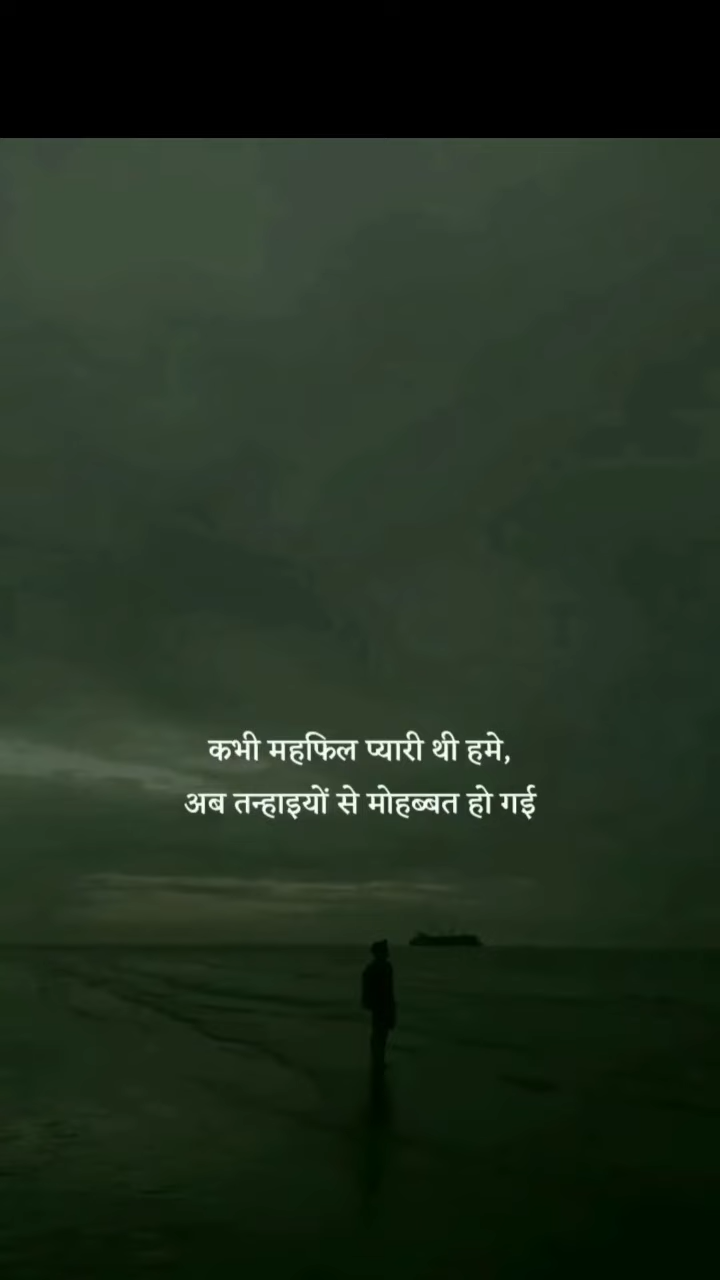 कभी महफिल प्यारी थी हमे,
अब तन्हाइयों से मोहब्बत हो गई